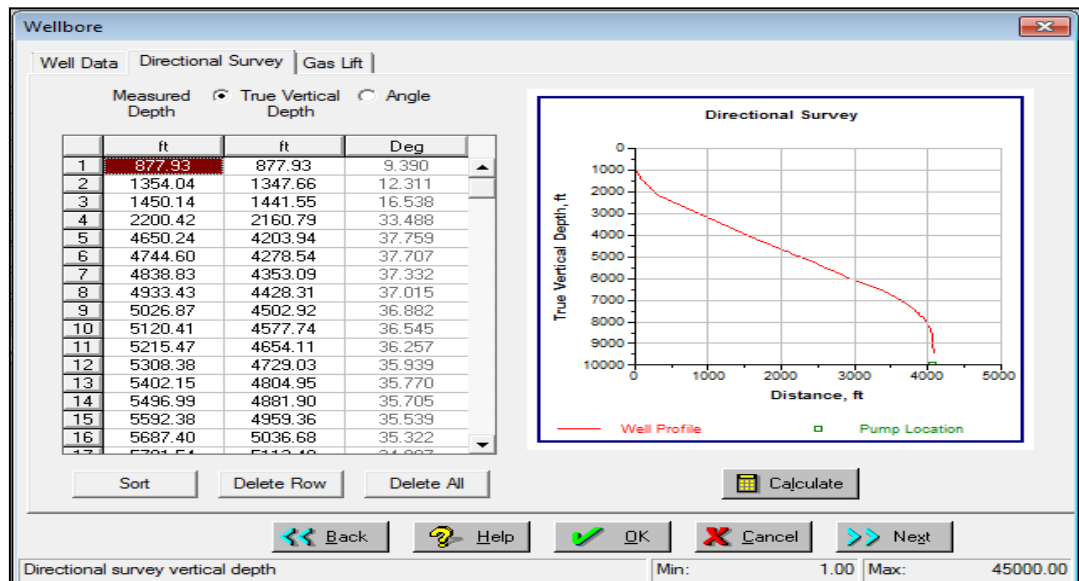 Wellbore
Well Data Directional Survey Gas Lift
Measured Depth True Vertical Depth Angle
ft ft Deg
1 877.93 877.93 9.390
2 1354.04 1347.66 12.311
3 1450.14 1441.55 16.538
4 2200.42 2160.79 33.488
5 4650.24 4203.94 37.759
6 4744.60 4278.54 37.707
7 4838.83 4353.09 37.332
8 4933.43 4428.31 37.015
9 5026.87 4502.92 36.882
10 5120.41 4577.74 36.545
11 5215.47 4654.11 36.257
12 5308.38 4729.03 35.939
13 5402.15 4804.95 35.770
14 5496.99 4881.90 35.705
15 5592.38 4959.36 35.539
16 5687.40 5036.68 35.322
Sort Delete Row Delete All
Directional Survey
True Vertical Depth, ft
0
1000
2000
3000
4000
5000
6000
7000
8000
9000
10000
0 1000 2000 3000 4000 5000
Distance, ft
Well Profile Pump Location
Calculate
Back Help OK Cancel Next
Directional survey vertical depth Min: 1.00 Max: 45000.00